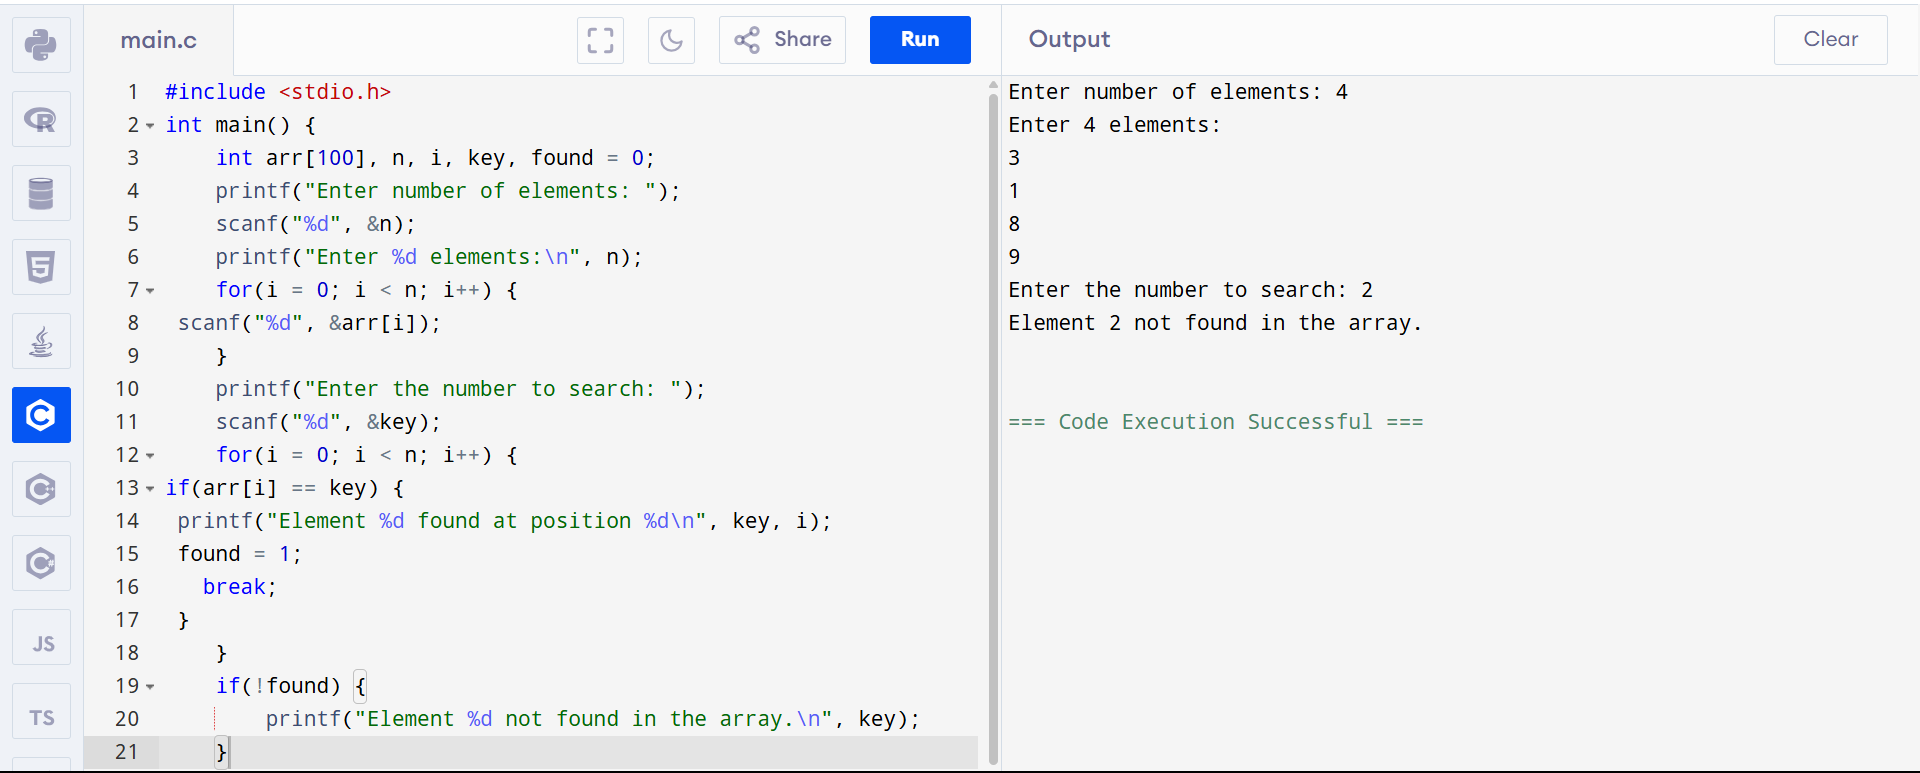 main.c
Share
Run
Output
Clear
1 #include <stdio.h>
2 int main() {
3     int arr[100], n, i, key, found = 0;
4     printf("Enter number of elements: ");
5     scanf("%d", &n);
6     printf("Enter %d elements:\n", n);
7     for(i = 0; i < n; i++) {
8  scanf("%d", &arr[i]);
9     }
10     printf("Enter the number to search: ");
11     scanf("%d", &key);
12     for(i = 0; i < n; i++) {
13 if(arr[i] == key) {
14  printf("Element %d found at position %d\n", key, i);
15  found = 1;
16    break;
17  }
18     }
19     if(!found) {
20         printf("Element %d not found in the array.\n", key);
21     }
Enter number of elements: 4
Enter 4 elements:
3
1
8
9
Enter the number to search: 2
Element 2 not found in the array.
=== Code Execution Successful ===
R
5
C
C++
C#
JS
TS